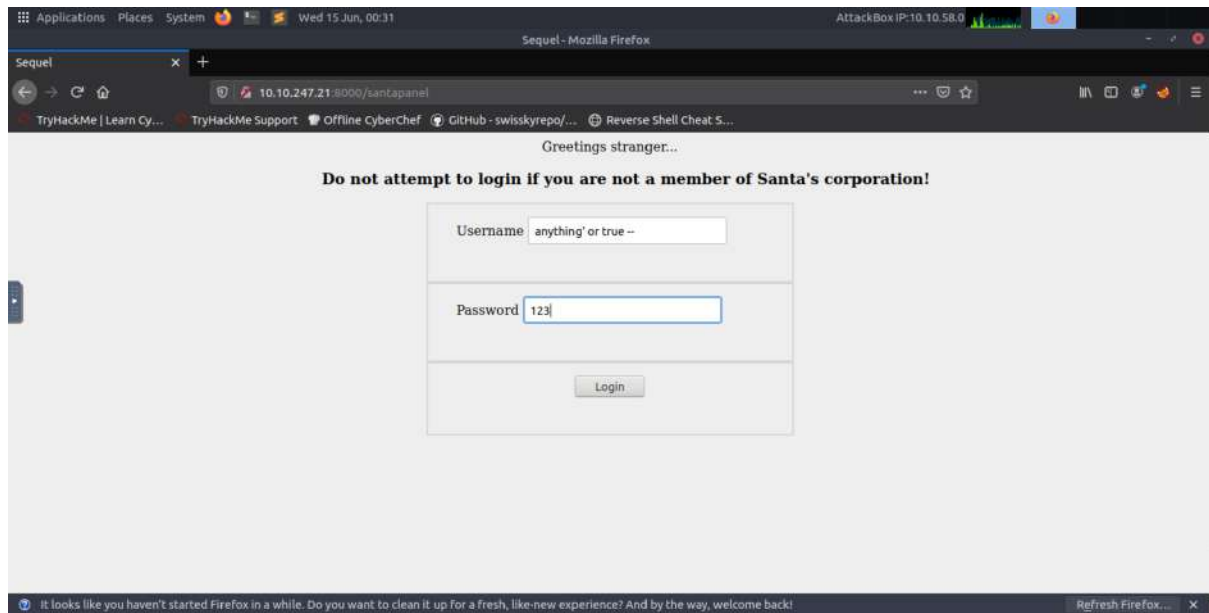 Applications Places System Wed 15 Jun, 00:31 AttackBox IP:10.10.58.0
Sequel - Mozilla Firefox
Sequel
10.10.247.21:8000/santapanel
TryHackMe | Learn Cy... TryHackMe Support Offline CyberChef GitHub - swisskyrepo/... Reverse Shell Cheat S...
Greetings stranger...
Do not attempt to login if you are not a member of Santa's corporation!
Username anything' or true --
Password 123
Login
It looks like you haven't started Firefox in a while. Do you want to clean it up for a fresh, like-new experience? And by the way, welcome back! Refresh Firefox...